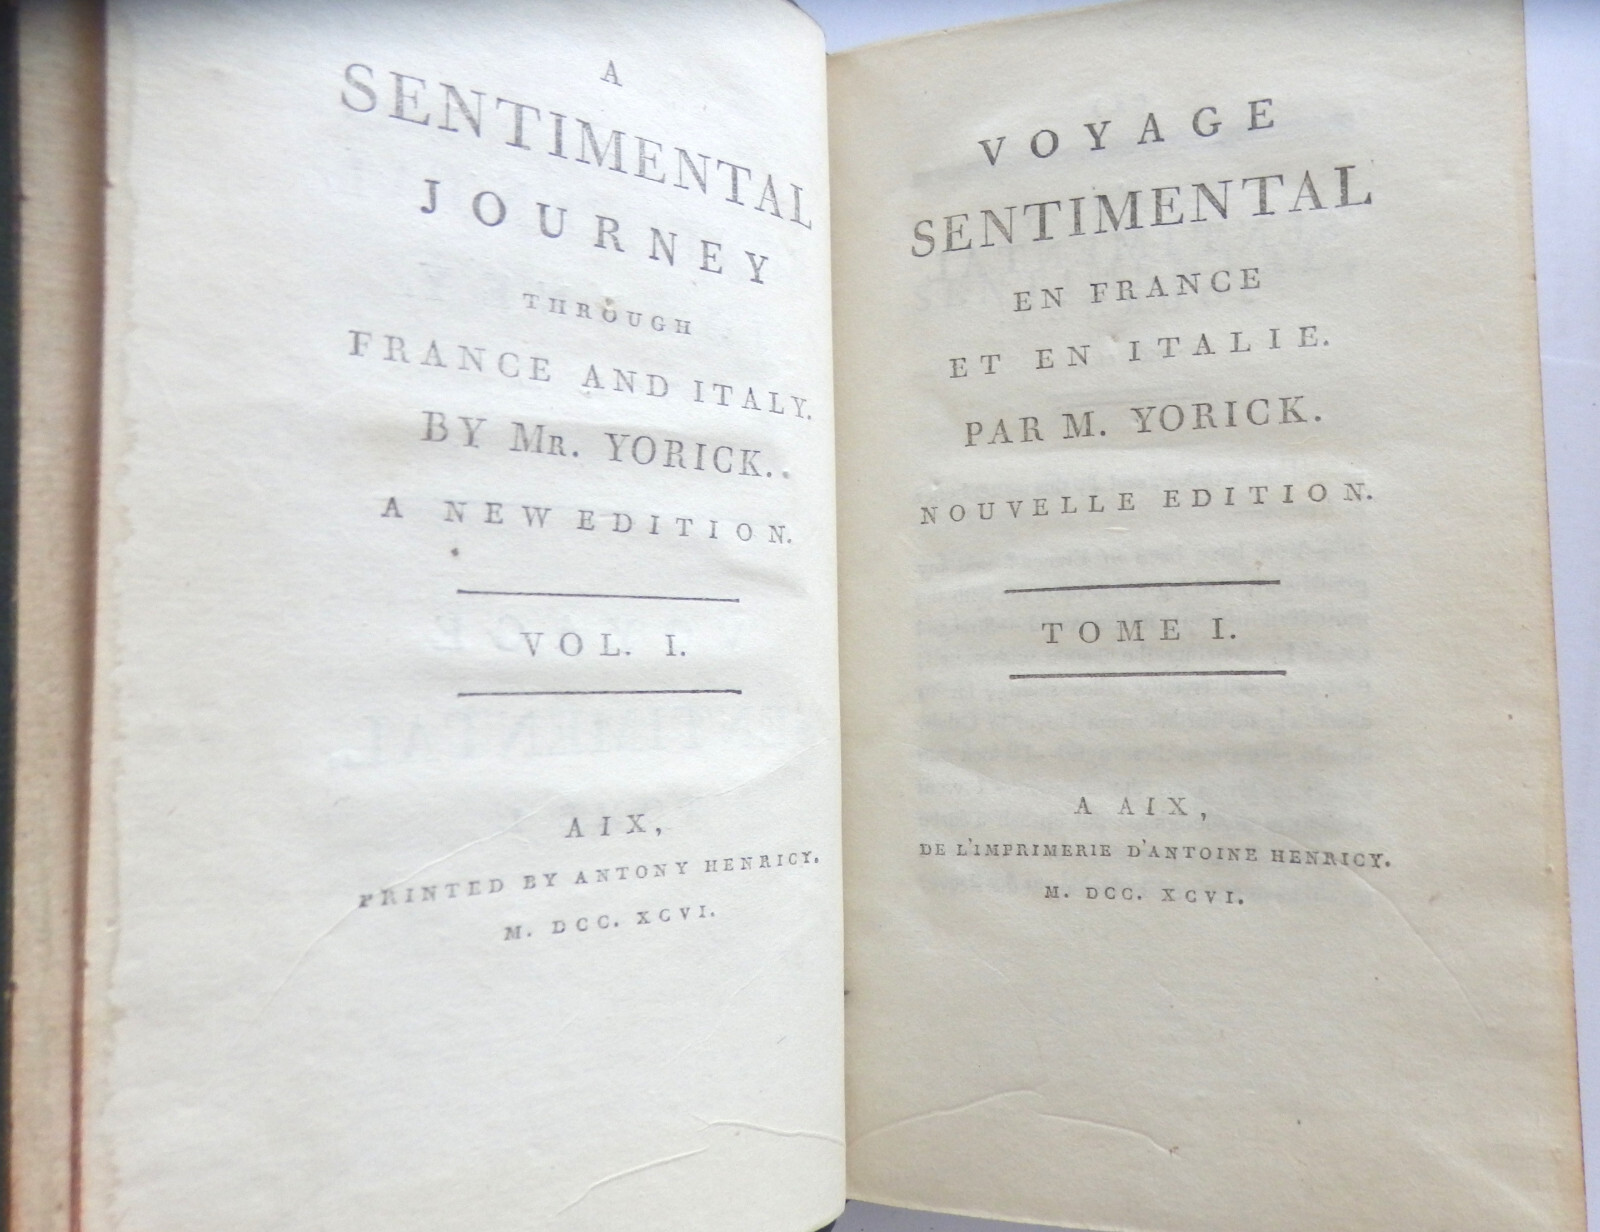 A
SENTIMENTAL
JOURNEY
THROUGH
FRANCE AND ITALY.
BY MR. YORICK..
A NEW EDITION.
VOL. I.
AIX,
PRINTED BY ANTONY HENRICY.
M. DCC. XCVI.
VOYAGE
SENTIMENTAL
EN FRANCE
ET EN ITALIE.
PAR M. YORICK.
NOUVELLE EDITION.
TOME I.
A AIX,
DE L'IMPRIMERIE D'ANTOINE HENRICY.
M. DCC. XCVI.